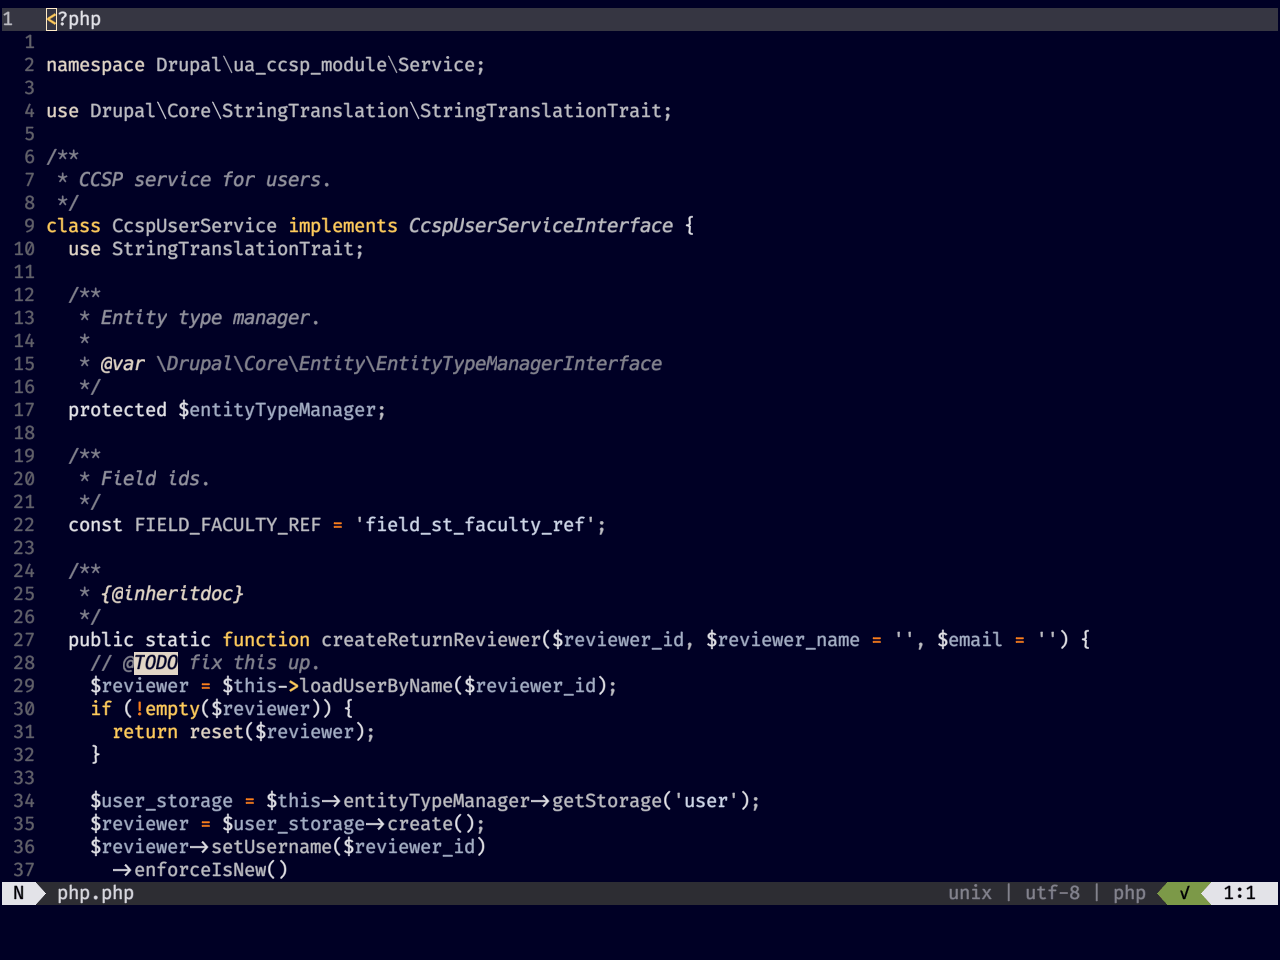 1 <?php
1
2 namespace Drupal\ua_ccsp_module\Service;
3
4 use Drupal\Core\StringTranslation\StringTranslationTrait;
5
6 /**
7  * CCSP service for users.
8  */
9 class CcspUserService implements CcspUserServiceInterface {
10   use StringTranslationTrait;
11
12   /**
13    * Entity type manager.
14    *
15    * @var \Drupal\Core\Entity\EntityTypeManagerInterface
16    */
17   protected $entityTypeManager;
18
19   /**
20    * Field ids.
21    */
22   const FIELD_FACULTY_REF = 'field_st_faculty_ref';
23
24   /**
25    * {@inheritdoc}
26    */
27   public static function createReturnReviewer($reviewer_id, $reviewer_name = '', $email = '') {
28     // @TODO fix this up.
29     $reviewer = $this->loadUserByName($reviewer_id);
30     if (!empty($reviewer)) {
31       return reset($reviewer);
32     }
33
34     $user_storage = $this->entityTypeManager->getStorage('user');
35     $reviewer = $user_storage->create();
36     $reviewer->setUsername($reviewer_id)
37       ->enforceIsNew()
N php.php unix | utf-8 | php √ 1:1